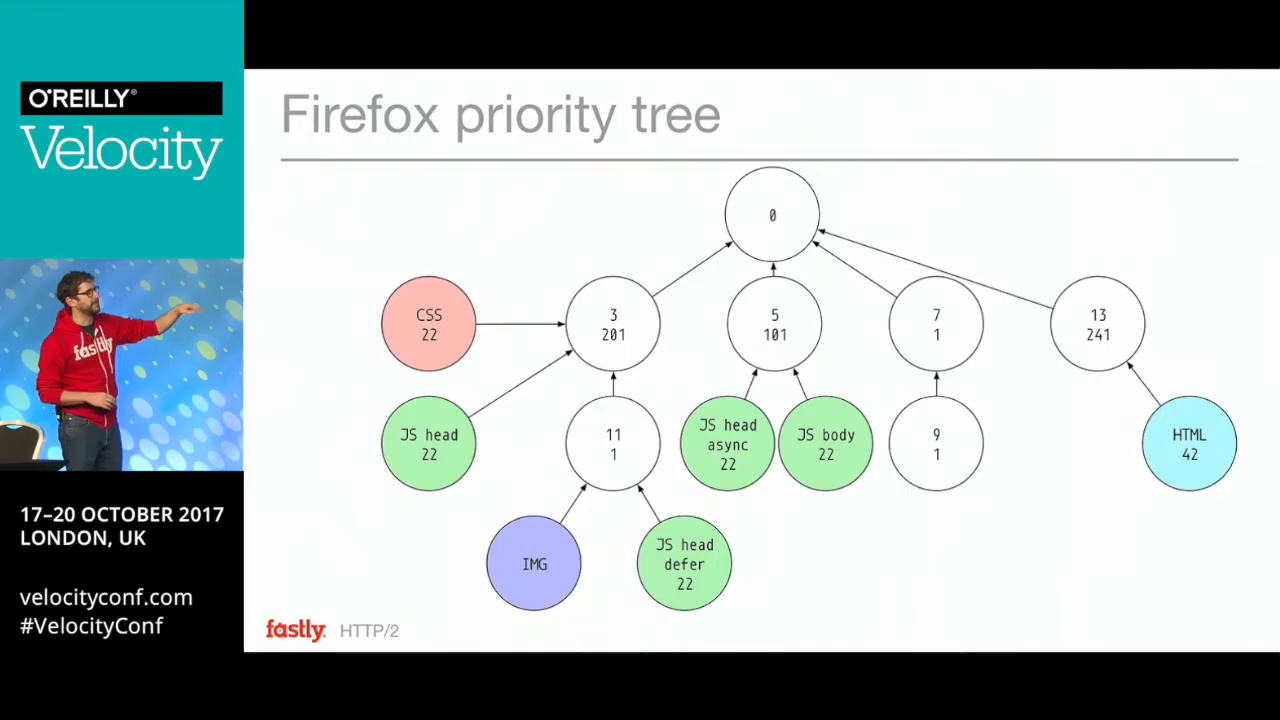 O'REILLY®
Velocity
fastly
17–20 OCTOBER 2017
LONDON, UK
velocityconf.com
#VelocityConf
Firefox priority tree
0
CSS
22
3
201
5
101
7
1
13
241
JS head
22
11
1
JS head
async
22
JS body
22
9
1
HTML
42
IMG
JS head
defer
22
fastly. HTTP/2